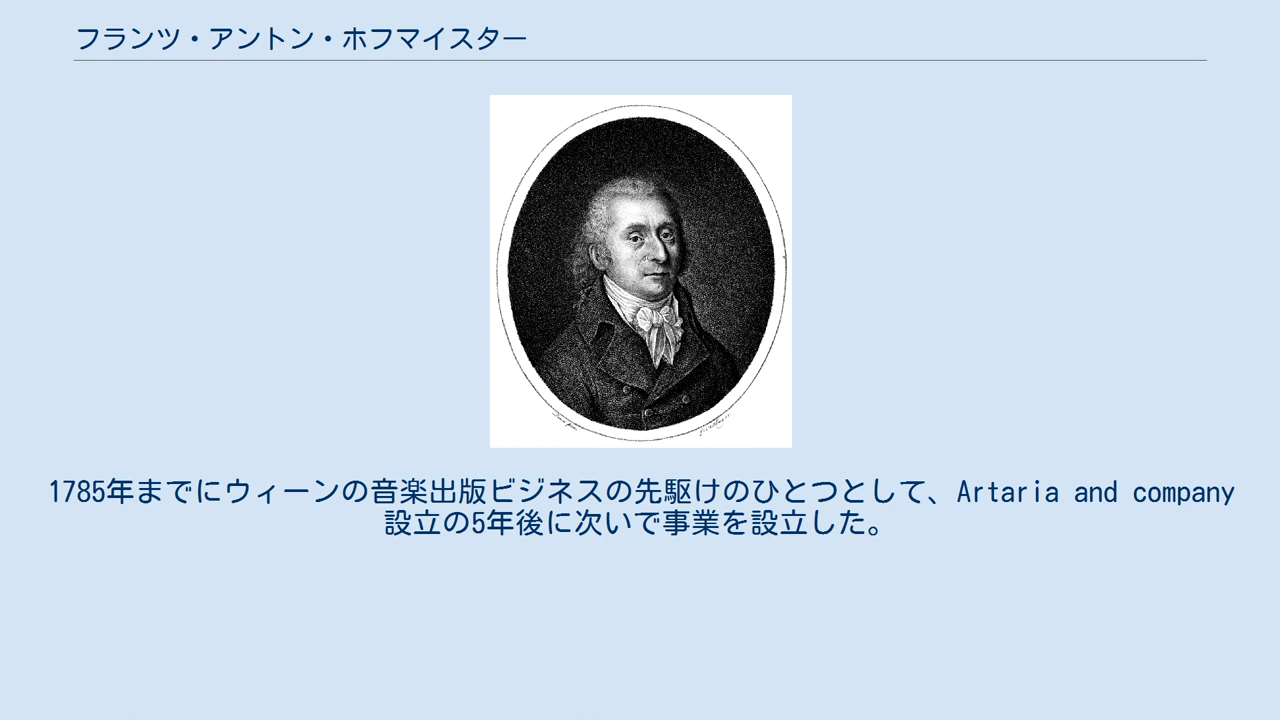 フランツ・アントン・ホフマイスター
1785年までにウィーンの音楽出版ビジネスの先駆けのひとつとして、Artaria and company
設立の5年後に次いで事業を設立した。